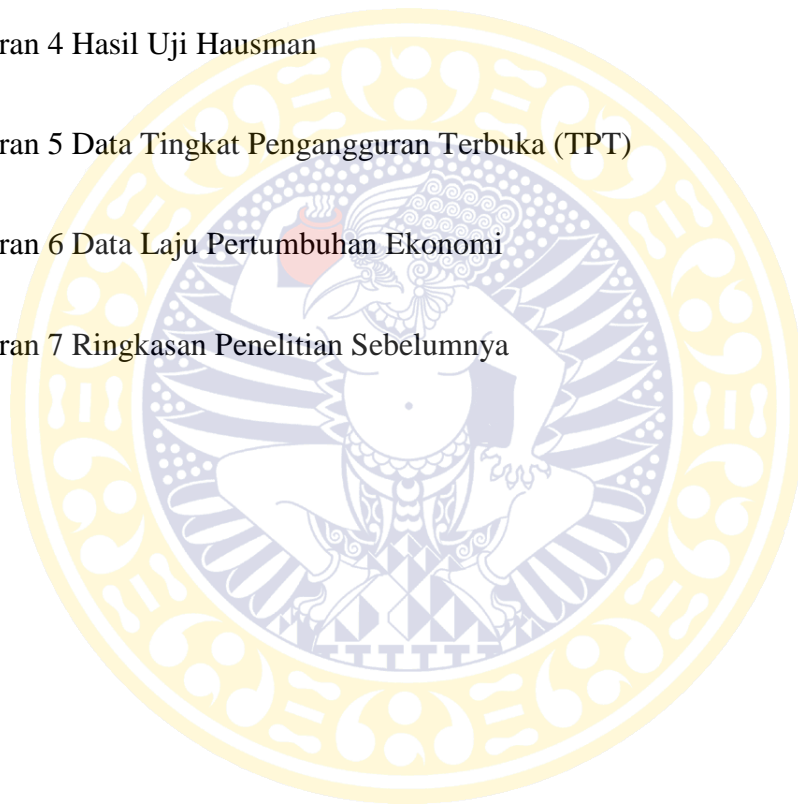 ran 4 Hasil Uji Hausman
ran 5 Data Tingkat Pengangguran Terbuka (TPT)
ran 6 Data Laju Pertumbuhan Ekonomi
ran 7 Ringkasan Penelitian Sebelumnya